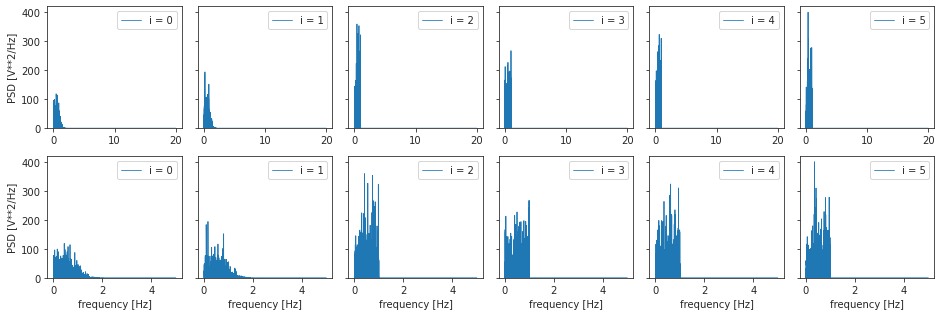 PSD [V**2/Hz]
400
300
200
100
0
i = 0
i = 1
i = 2
i = 3
i = 4
i = 5
0 10 20
0 10 20
0 10 20
0 10 20
0 10 20
0 10 20
PSD [V**2/Hz]
400
300
200
100
0
i = 0
i = 1
i = 2
i = 3
i = 4
i = 5
0 2 4
0 2 4
0 2 4
0 2 4
0 2 4
0 2 4
frequency [Hz]
frequency [Hz]
frequency [Hz]
frequency [Hz]
frequency [Hz]
frequency [Hz]